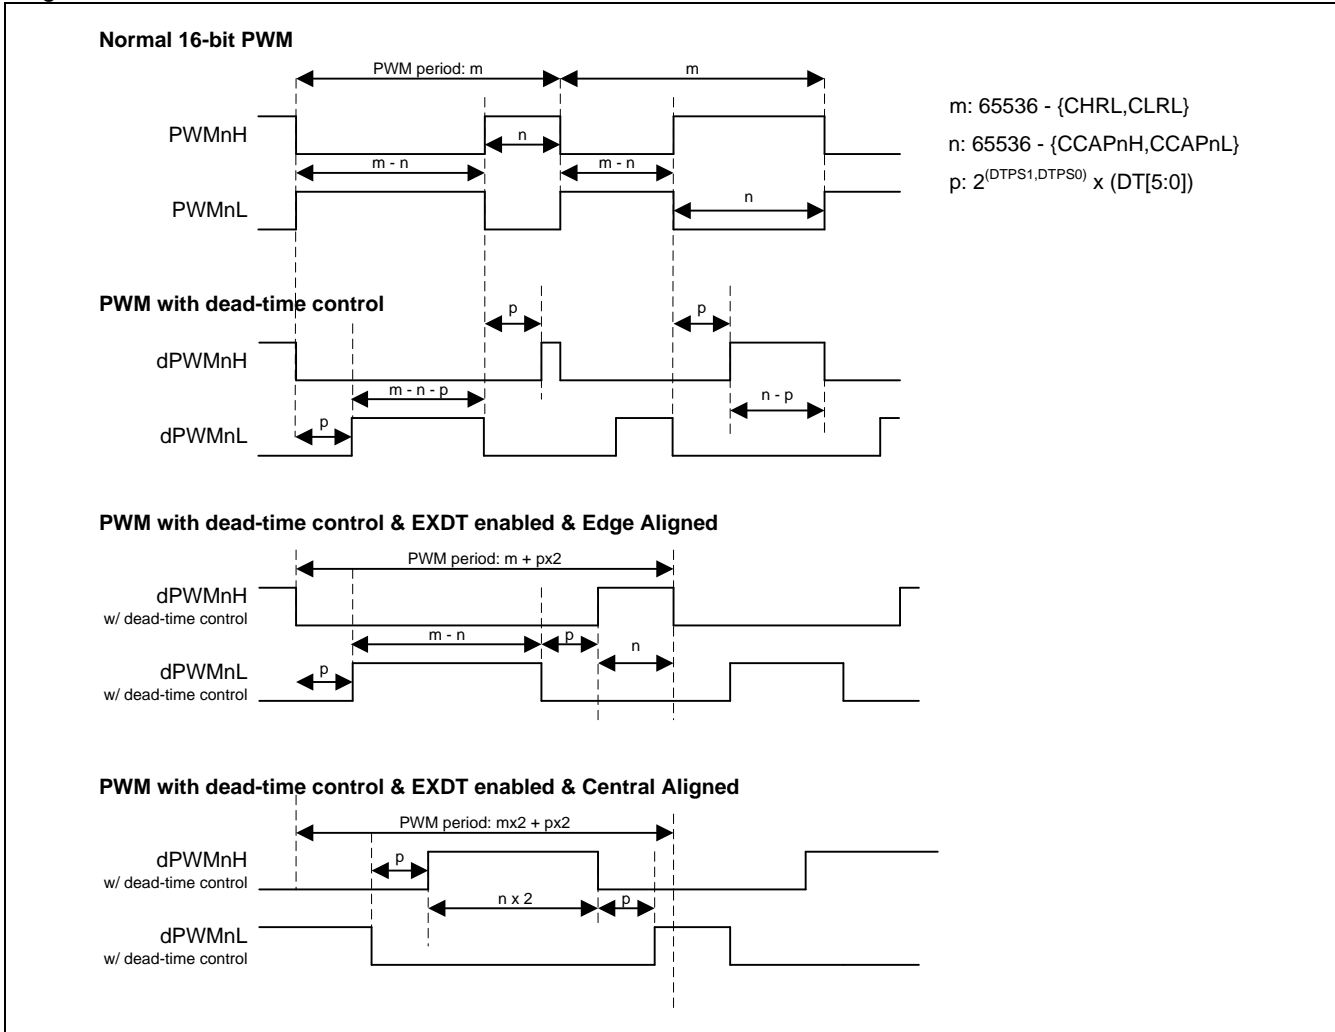 Normal 16-bit PWM
PWM period: m
m
PWMnH
n
m - n
m - n
PWMnL
n
m: 65536 - {CHRL,CLRL}
n: 65536 - {CCAPnH,CCAPnL}
p: 2^(DTPS1,DTPS0) x (DT[5:0])
PWM with dead-time control
p
p
dPWMnH
m - n - p
n - p
p
dPWMnL
PWM with dead-time control & EXDT enabled & Edge Aligned
PWM period: m + px2
dPWMnH
w/ dead-time control
m - n
p
n
p
dPWMnL
w/ dead-time control
PWM with dead-time control & EXDT enabled & Central Aligned
PWM period: mx2 + px2
p
dPWMnH
w/ dead-time control
n x 2
p
dPWMnL
w/ dead-time control